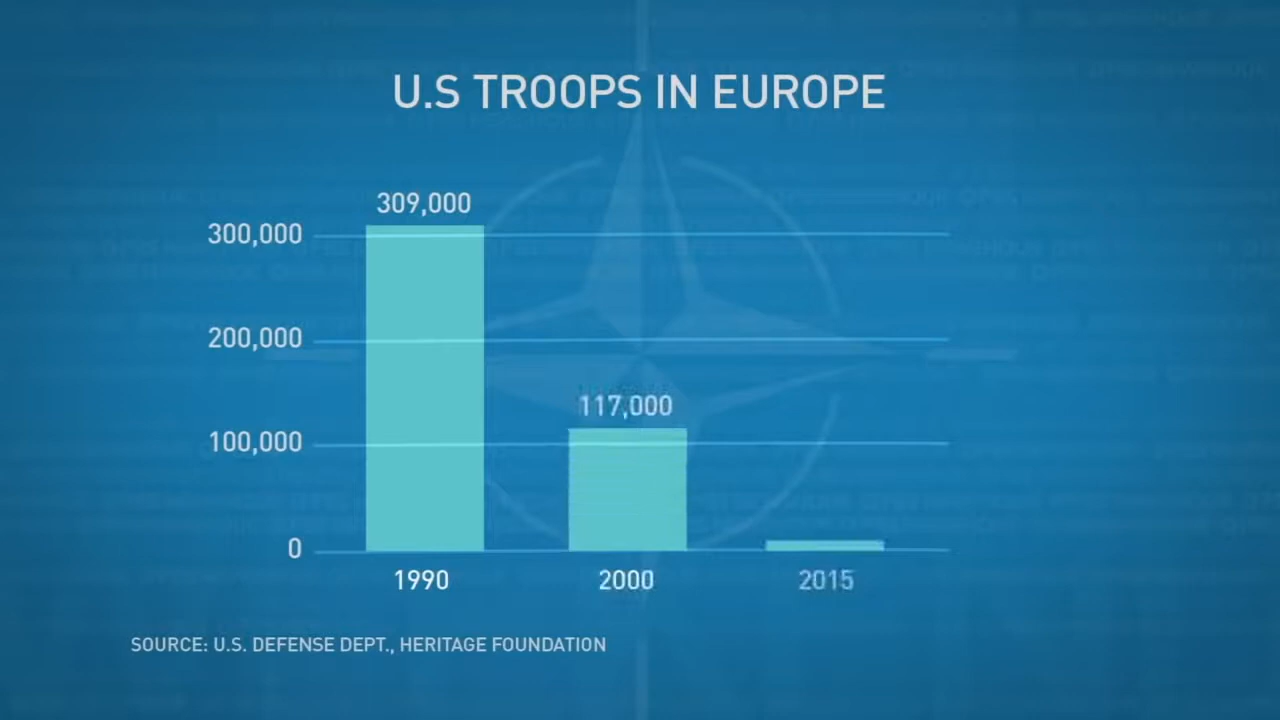 U.S TROOPS IN EUROPE
309,000
300,000
200,000
117,000
100,000
0
1990 2000 2015
SOURCE: U.S. DEFENSE DEPT., HERITAGE FOUNDATION